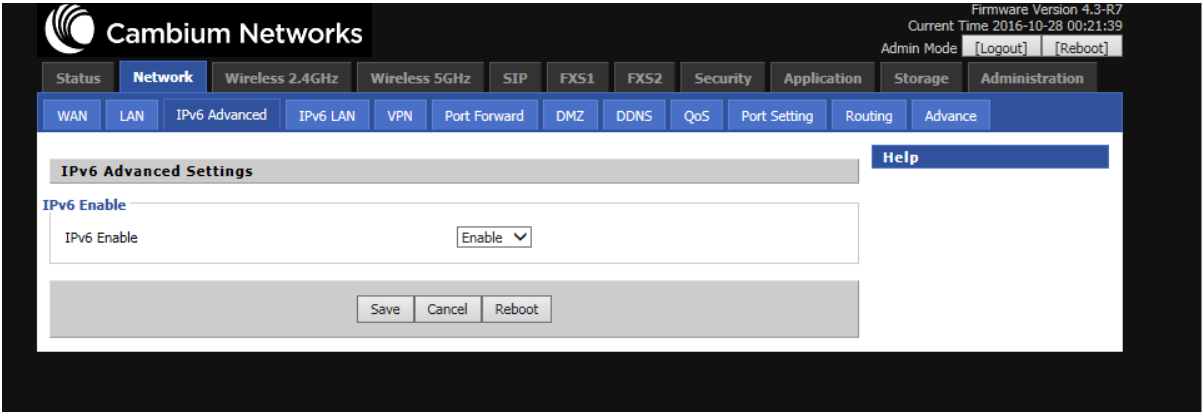 Cambium Networks
Firmware Version 4.3-R7
Current Time 2016-10-28 00:21:39
Admin Mode [Logout] [Reboot]
Status Network Wireless 2.4GHz Wireless 5GHz SIP FXS1 FXS2 Security Application Storage Administration
WAN LAN IPv6 Advanced IPv6 LAN VPN Port Forward DMZ DDNS QoS Port Setting Routing Advance
IPv6 Advanced Settings
Help
IPv6 Enable
IPv6 Enable Enable
Save Cancel Reboot